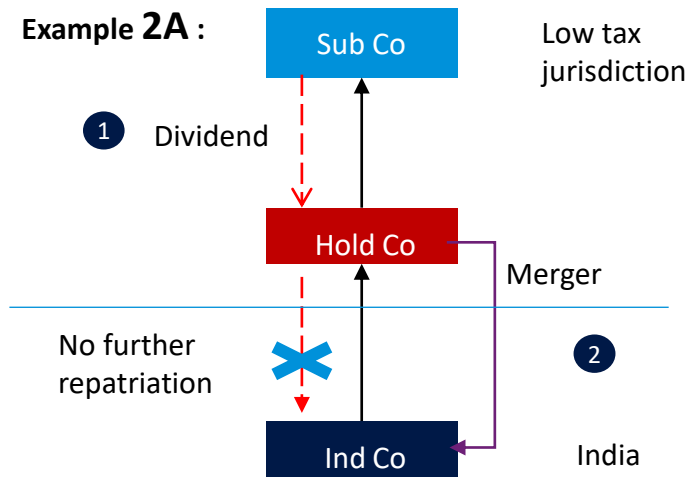 Example 2A :
Sub Co
Low tax
jurisdiction
1
Dividend
Hold Co
Merger
No further
repatriation
2
Ind Co
India